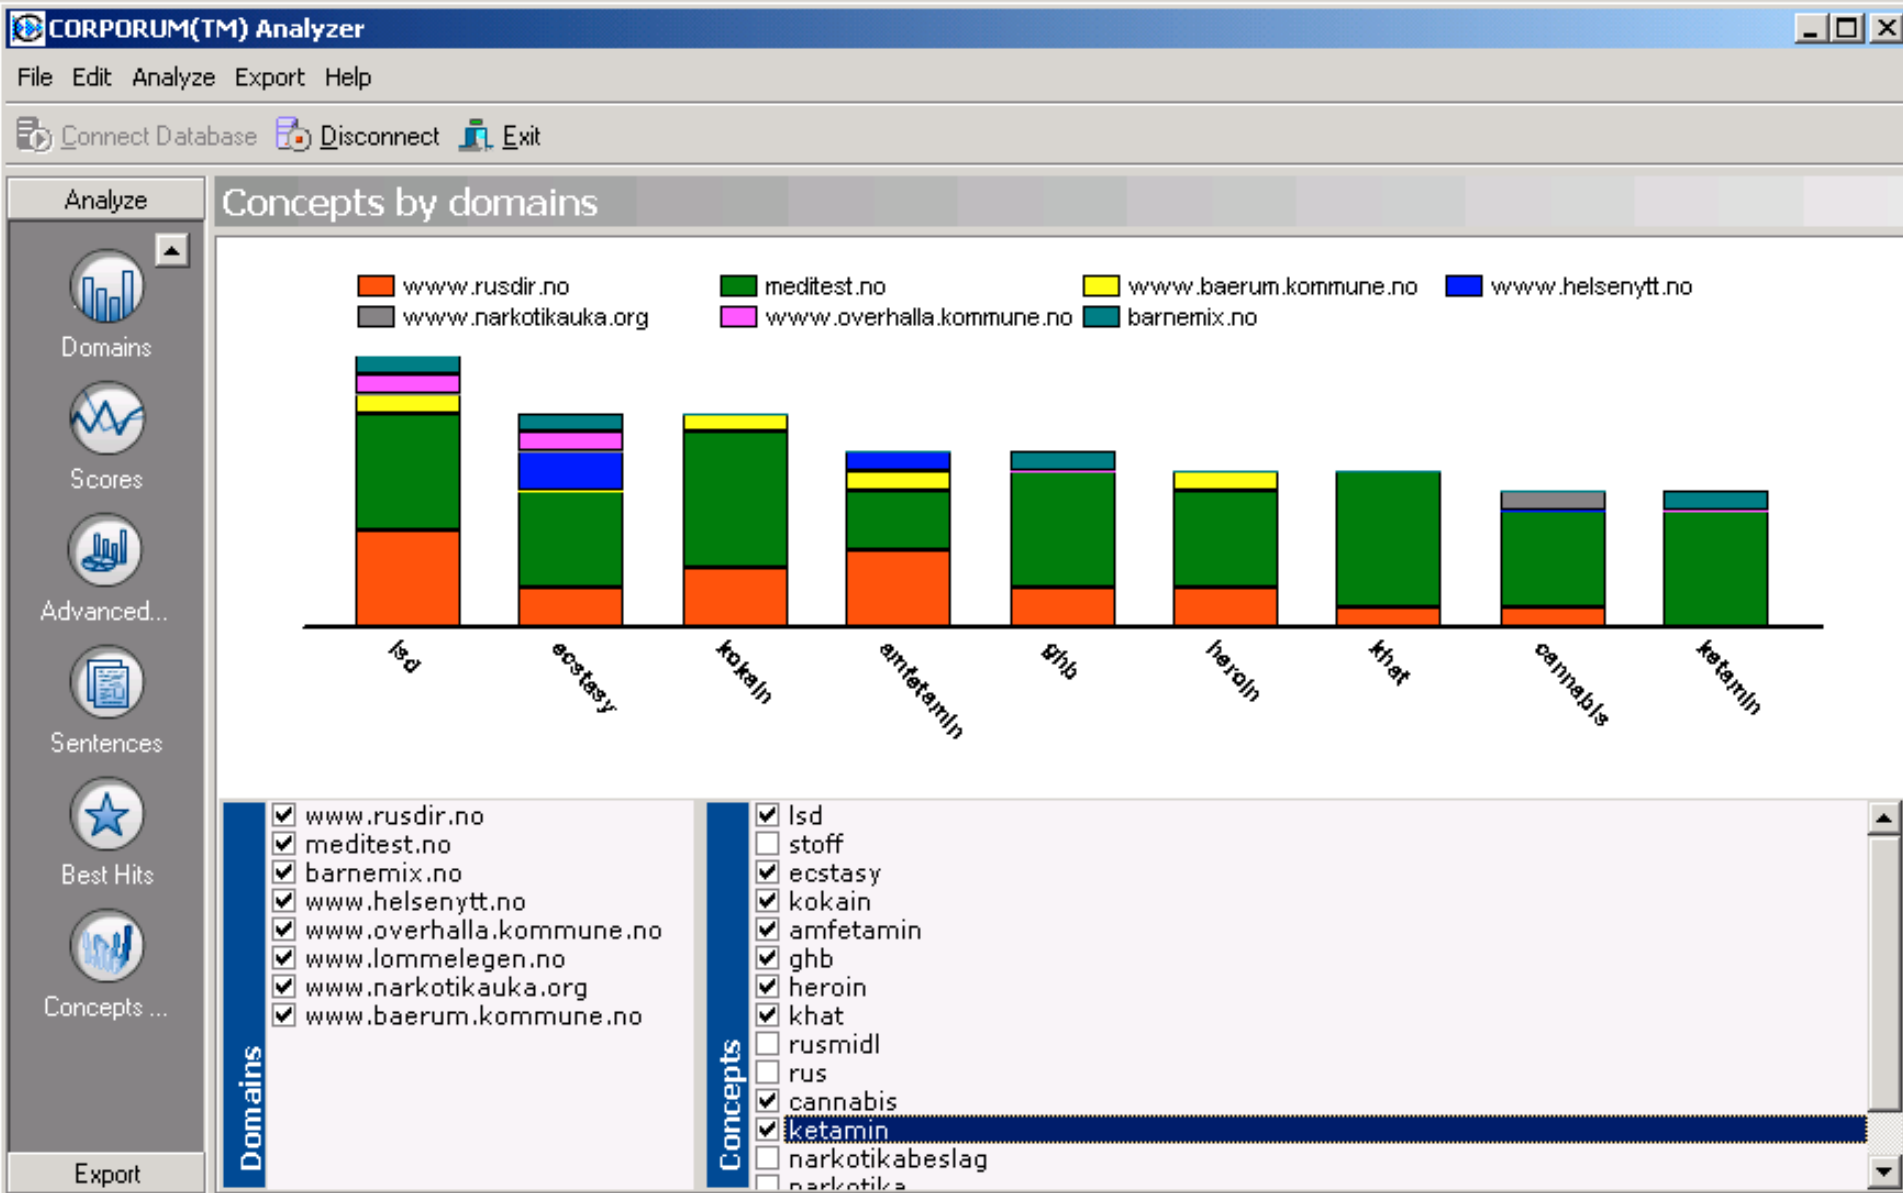 CORPORUM(TM) Analyzer
File Edit Analyze Export Help
Connect Database Disconnect Exit
Analyze
Domains
Scores
Advanced...
Sentences
Best Hits
Concepts ...
Export
Concepts by domains
www.rusdir.no meditest.no www.baerum.kommune.no www.helsenytt.no
www.narkotikauka.org www.overhalla.kommune.no barnemix.no
lsd ecstasy kokain amfetamin ghb heroin khat cannabis ketamin
Domains
www.rusdir.no
meditest.no
barnemix.no
www.helsenytt.no
www.overhalla.kommune.no
www.lommelegen.no
www.narkotikauka.org
www.baerum.kommune.no
Concepts
lsd
stoff
ecstasy
kokain
amfetamin
ghb
heroin
khat
rusmidl
rus
cannabis
ketamin
narkotikabeslag
narkotika